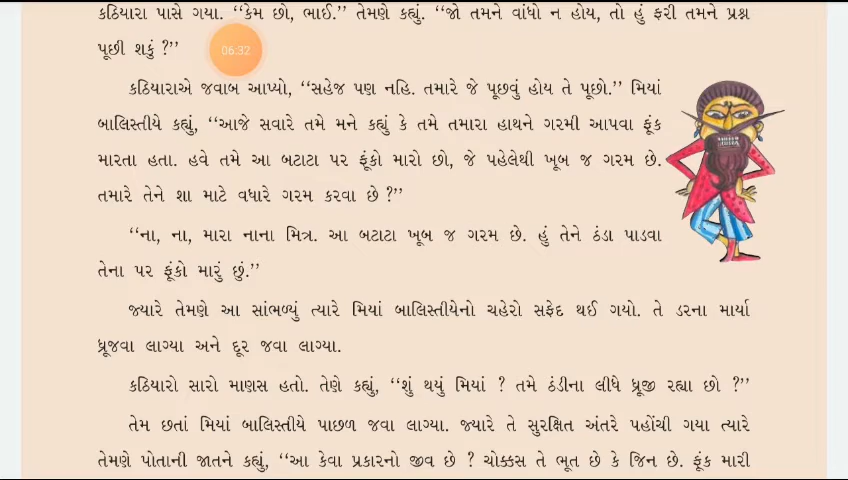 કઠિયારા પાસે ગયા. “કેમ છો, ભાઈ.” તેમણે કહ્યું. “જો તમને વાંધો ન હોય, તો હું ફરી તમને પ્રશ્ન
પૂછી શકું ?”
06:32
કઠિયારાએ જવાબ આપ્યો, “સહેજ પણ નહિ. તમારે જે પૂછવું હોય તે પૂછો.” મિયાં
બાલિસ્તીયે કહ્યું, “આજે સવારે તમે મને કહ્યું કે તમે તમારા હાથને ગરમી આપવા ફૂંક
મારતા હતા. હવે તમે આ બટાટા પર ફૂંકો મારો છો, જે પહેલેથી ખૂબ જ ગરમ છે.
તમારે તેને શા માટે વધારે ગરમ કરવા છે ?”
“ના, ના, મારા નાના મિત્ર. આ બટાટા ખૂબ જ ગરમ છે. હું તેને ઠંડા પાડવા
તેના પર ફૂંકો મારું છું.”
જ્યારે તેમણે આ સાંભળ્યું ત્યારે મિયાં બાલિસ્તીયેનો ચહેરો સફેદ થઈ ગયો. તે ડરના માર્યા
ધ્રૂજવા લાગ્યા અને દૂર જવા લાગ્યા.
કઠિયારો સારો માણસ હતો. તેણે કહ્યું, “શું થયું મિયાં ? તમે ઠંડીના લીધે ધ્રૂજી રહ્યા છો ?”
તેમ છતાં મિયાં બાલિસ્તીયે પાછળ જવા લાગ્યા. જ્યારે તે સુરક્ષિત અંતરે પહોંચી ગયા ત્યારે
તેમણે પોતાની જાતને કહ્યું, “આ કેવા પ્રકારનો જીવ છે ? ચોક્કસ તે ભૂત છે કે જિન છે. ફૂંક મારી